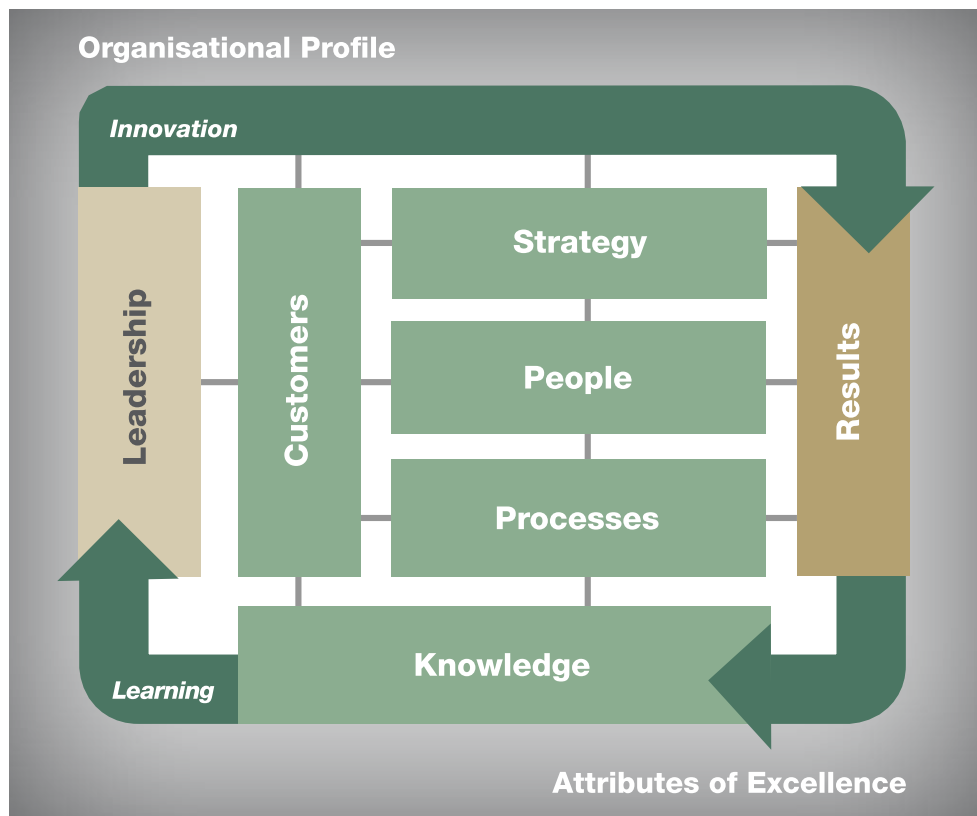 Organisational Profile
Innovation
Leadership
Customers
Strategy
People
Processes
Results
Knowledge
Learning
Attributes of Excellence